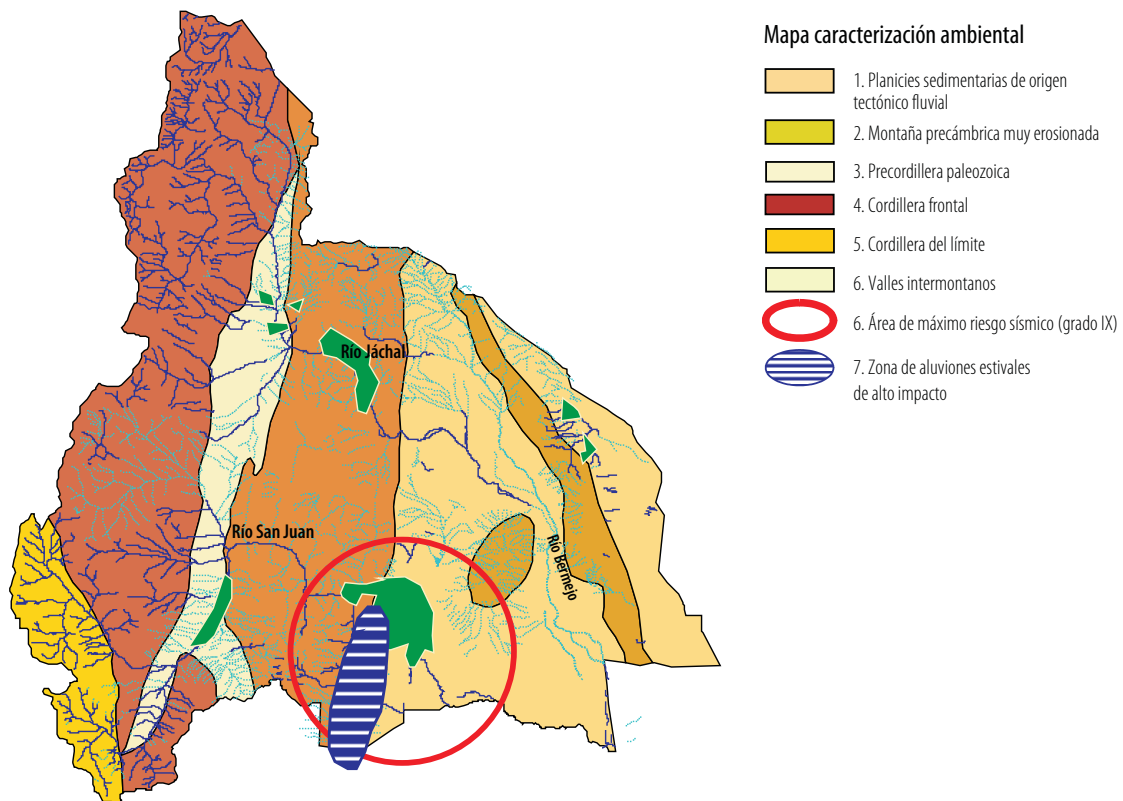 Mapa caracterización ambiental
1. Planicies sedimentarias de origen
tectónico fluvial
2. Montaña precámbrica muy erosionada
3. Precordillera paleozoica
4. Cordillera frontal
5. Cordillera del límite
6. Valles intermontanos
6. Área de máximo riesgo sísmico (grado IX)
7. Zona de aluviones estivales
de alto impacto
Río Jáchal
Río San Juan
Río Bermejo